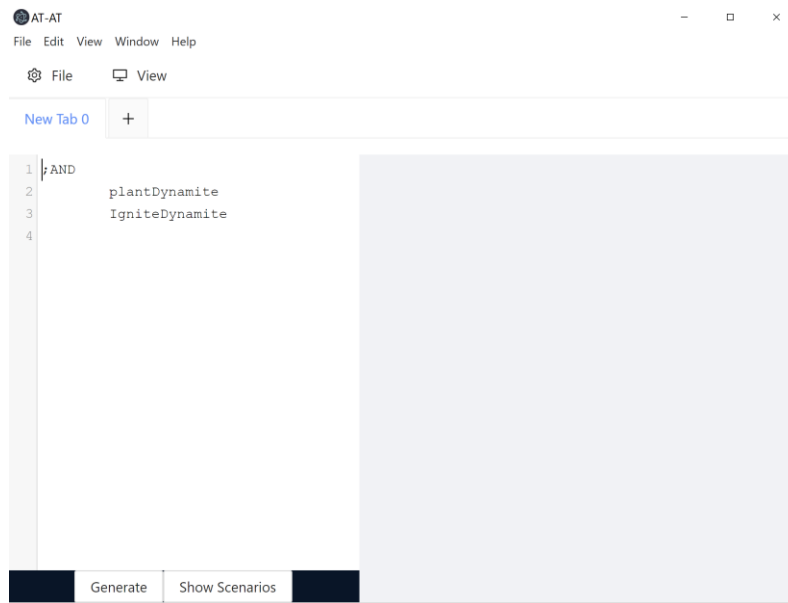 AT-AT
File Edit View Window Help
File View
New Tab 0 +
1 ;AND
2 plantDynamite
3 IgniteDynamite
4
Generate Show Scenarios